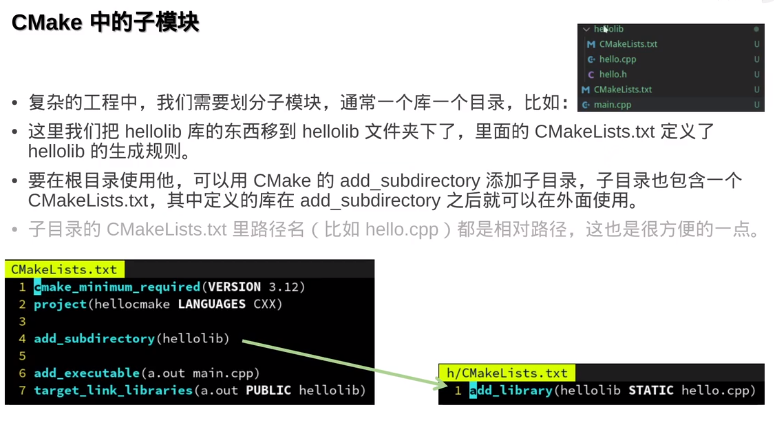 CMake 中的子模块
hellolib
CMakeLists.txt U
hello.cpp U
hello.h U
CMakeLists.txt U
main.cpp U
• 复杂的工程中，我们需要划分子模块，通常一个库一个目录，比如：
• 这里我们把 hellolib 库的东西移到 hellolib 文件夹下了，里面的 CMakeLists.txt 定义了
hellolib 的生成规则。
• 要在根目录使用他，可以用 CMake 的 add_subdirectory 添加子目录，子目录也包含一个
CMakeLists.txt，其中定义的库在 add_subdirectory 之后就可以在外面使用。
• 子目录的 CMakeLists.txt 里路径名（比如 hello.cpp）都是相对路径，这也是很方便的一点。
CMakeLists.txt
1 cmake_minimum_required(VERSION 3.12)
2 project(hellocmake LANGUAGES CXX)
3
4 add_subdirectory(hellolib)
5
6 add_executable(a.out main.cpp)
7 target_link_libraries(a.out PUBLIC hellolib)
h/CMakeLists.txt
1 add_library(hellolib STATIC hello.cpp)